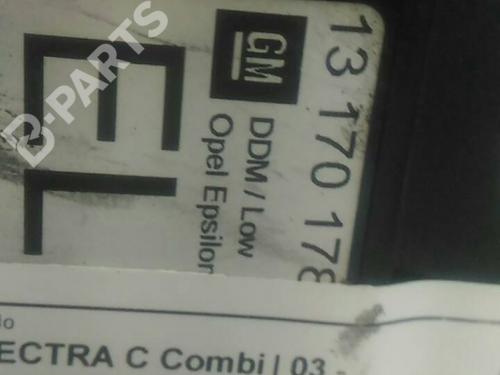 13 170 178
GM
DDM / Low
Opel Epsilon
EL
B-PARTS
ECTRA C Combi | 03 -